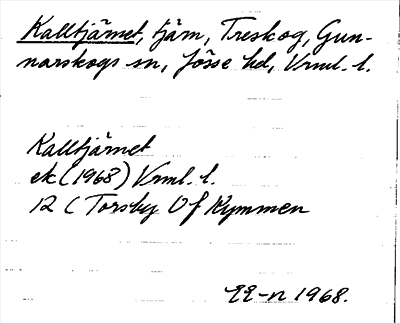 Kalltjärnet, tjärn, Treskog, Gun-
narskogs sn, Jösse hd, Vrml. l.
Kalltjärnet
ek (1968) Vrml. l.
12 C Torsby Of Kymmen
EE-n 1968.